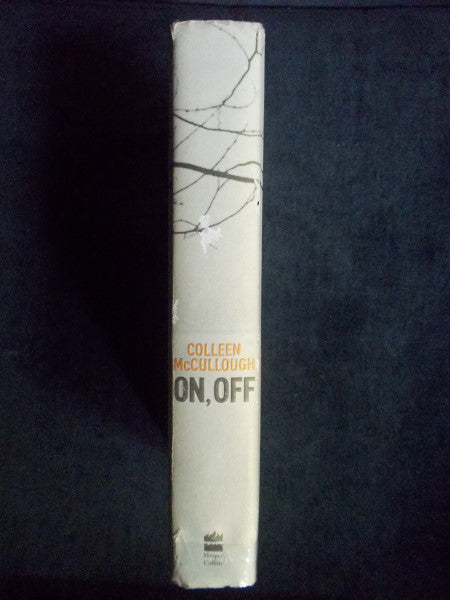 COLLEEN
McCULLOUGH
ON, OFF
Harper
Collins